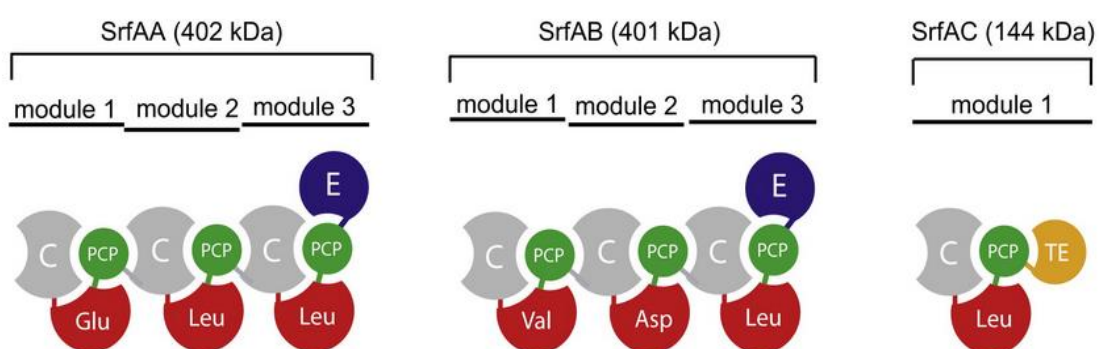 SrfAA (402 kDa) SrfAB (401 kDa) SrfAC (144 kDa)
module 1 module 2 module 3 module 1 module 2 module 3 module 1
E E
C PCP C PCP C PCP C PCP C PCP C PCP C PCP TE
Glu Leu Leu Val Asp Leu Leu